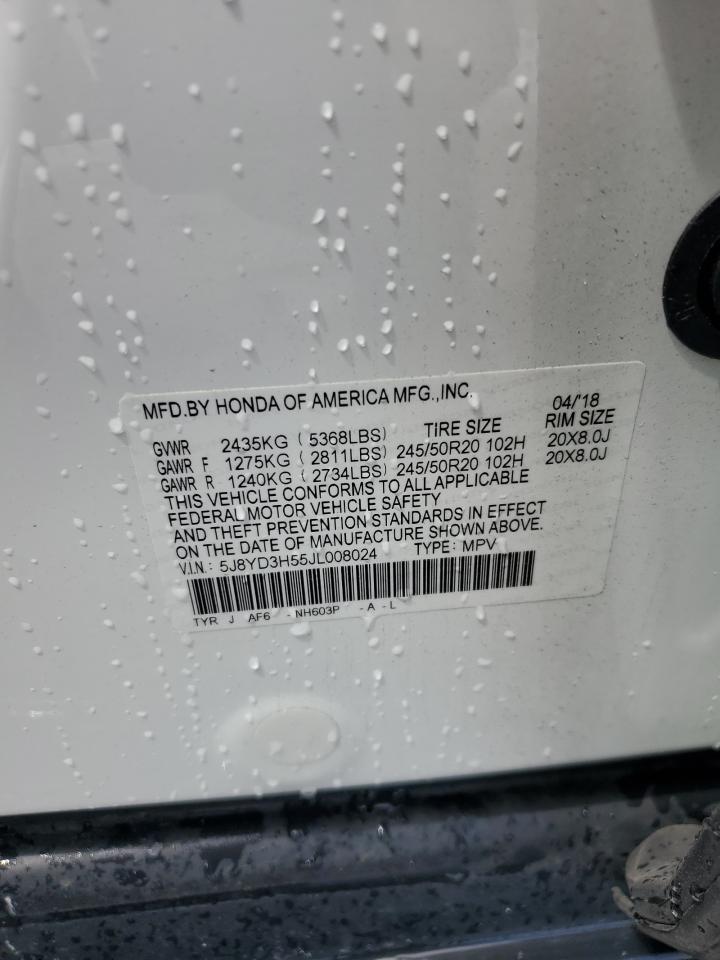 MFD.BY HONDA OF AMERICA MFG.,INC. 04/'18
TIRE SIZE RIM SIZE
GVWR 2435KG ( 5368LBS)
GAWR F 1275KG ( 2811LBS) 245/50R20 102H 20X8.0J
GAWR R 1240KG ( 2734LBS) 245/50R20 102H 20X8.0J
THIS VEHICLE CONFORMS TO ALL APPLICABLE
FEDERAL MOTOR VEHICLE SAFETY
AND THEFT PREVENTION STANDARDS IN EFFECT
ON THE DATE OF MANUFACTURE SHOWN ABOVE.
V.I.N.: 5J8YD3H55JL008024 TYPE: MPV
TYR J AF6 -NH603P -A -L